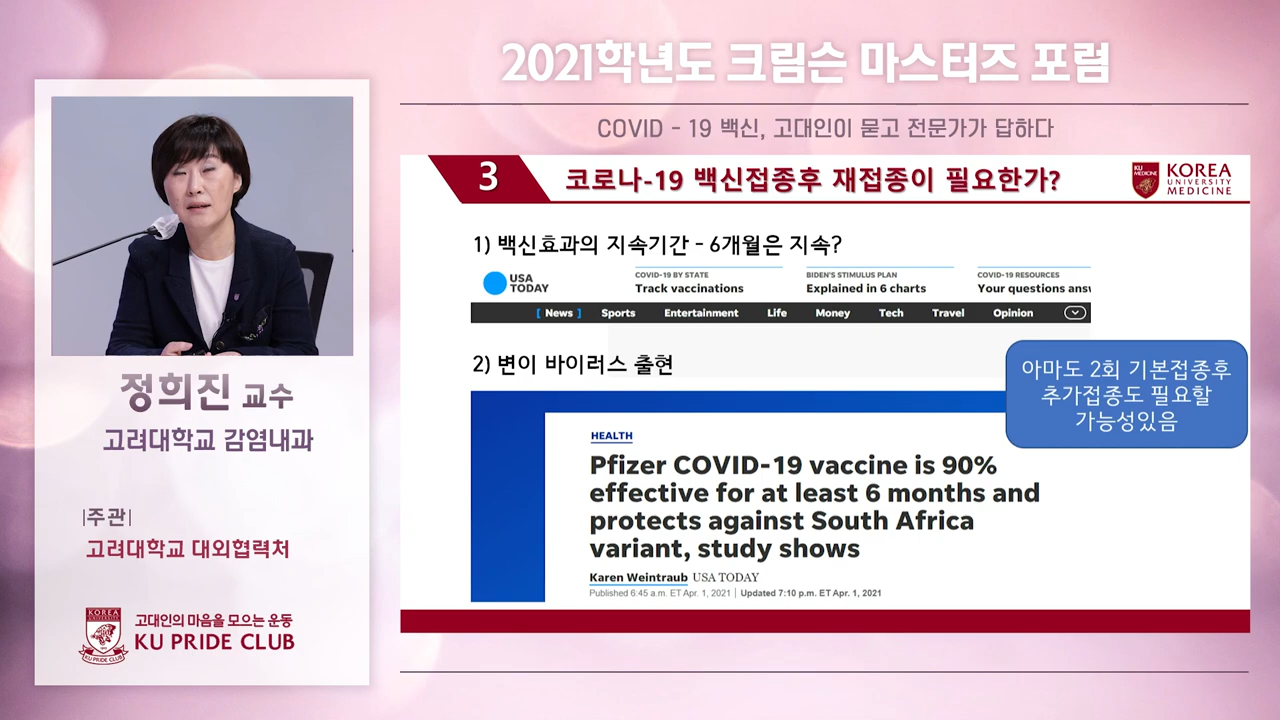 2021학년도 크림슨 마스터즈 포럼
COVID - 19 백신, 고대인이 묻고 전문가가 답하다
정희진 교수
고려대학교 감염내과
|주관|
고려대학교 대외협력처
KOREA
UNIVERSITY
KU PRIDE CLUB
고대인의 마음을 모으는 운동
KU PRIDE CLUB
3
코로나-19 백신접종후 재접종이 필요한가?
KU
MEDICINE
KOREA
UNIVERSITY
MEDICINE
1) 백신효과의 지속기간 - 6개월은 지속?
USA
TODAY
COVID-19 BY STATE
Track vaccinations
BIDEN'S STIMULUS PLAN
Explained in 6 charts
COVID-19 RESOURCES
Your questions answ
[ News ] Sports Entertainment Life Money Tech Travel Opinion
2) 변이 바이러스 출현
아마도 2회 기본접종후
추가접종도 필요할
가능성있음
HEALTH
Pfizer COVID-19 vaccine is 90%
effective for at least 6 months and
protects against South Africa
variant, study shows
Karen Weintraub USA TODAY
Published 6:45 a.m. ET Apr. 1, 2021 | Updated 7:10 p.m. ET Apr. 1, 2021